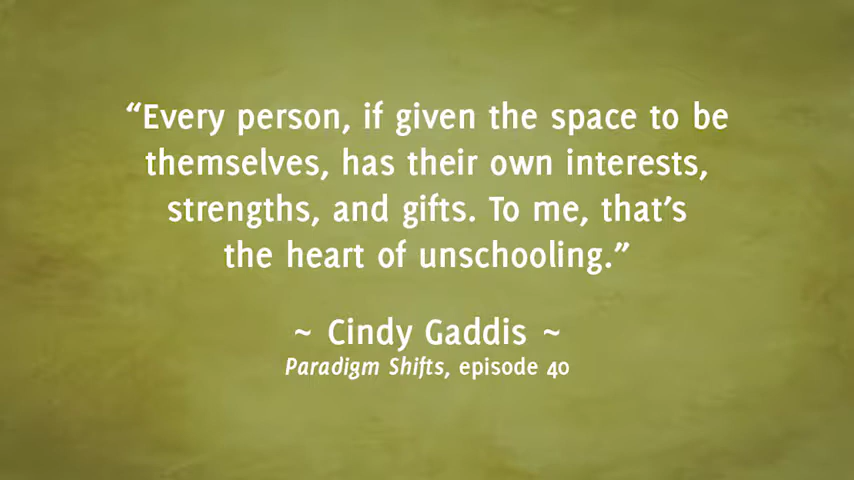 “Every person, if given the space to be
themselves, has their own interests,
strengths, and gifts. To me, that’s
the heart of unschooling.”
~ Cindy Gaddis ~
Paradigm Shifts, episode 40